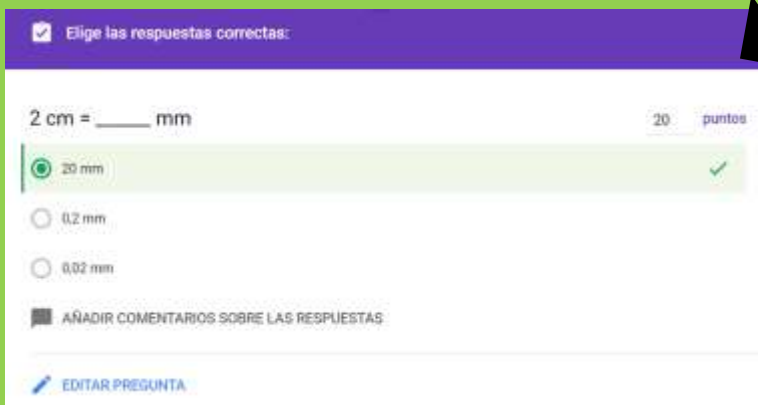 Elige las respuestas correctas:
2 cm = ______ mm
20 puntos
20 mm
0,2 mm
0,02 mm
AÑADIR COMENTARIOS SOBRE LAS RESPUESTAS
EDITAR PREGUNTA